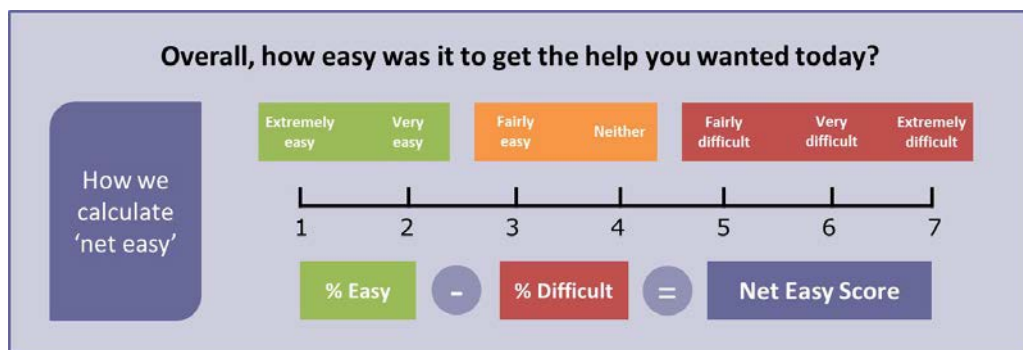 Overall, how easy was it to get the help you wanted today?
How we
calculate
‘net easy’
Extremely
easy
Very
easy
Fairly
easy
Neither
Fairly
difficult
Very
difficult
Extremely
difficult
1 2 3 4 5 6 7
% Easy - % Difficult = Net Easy Score